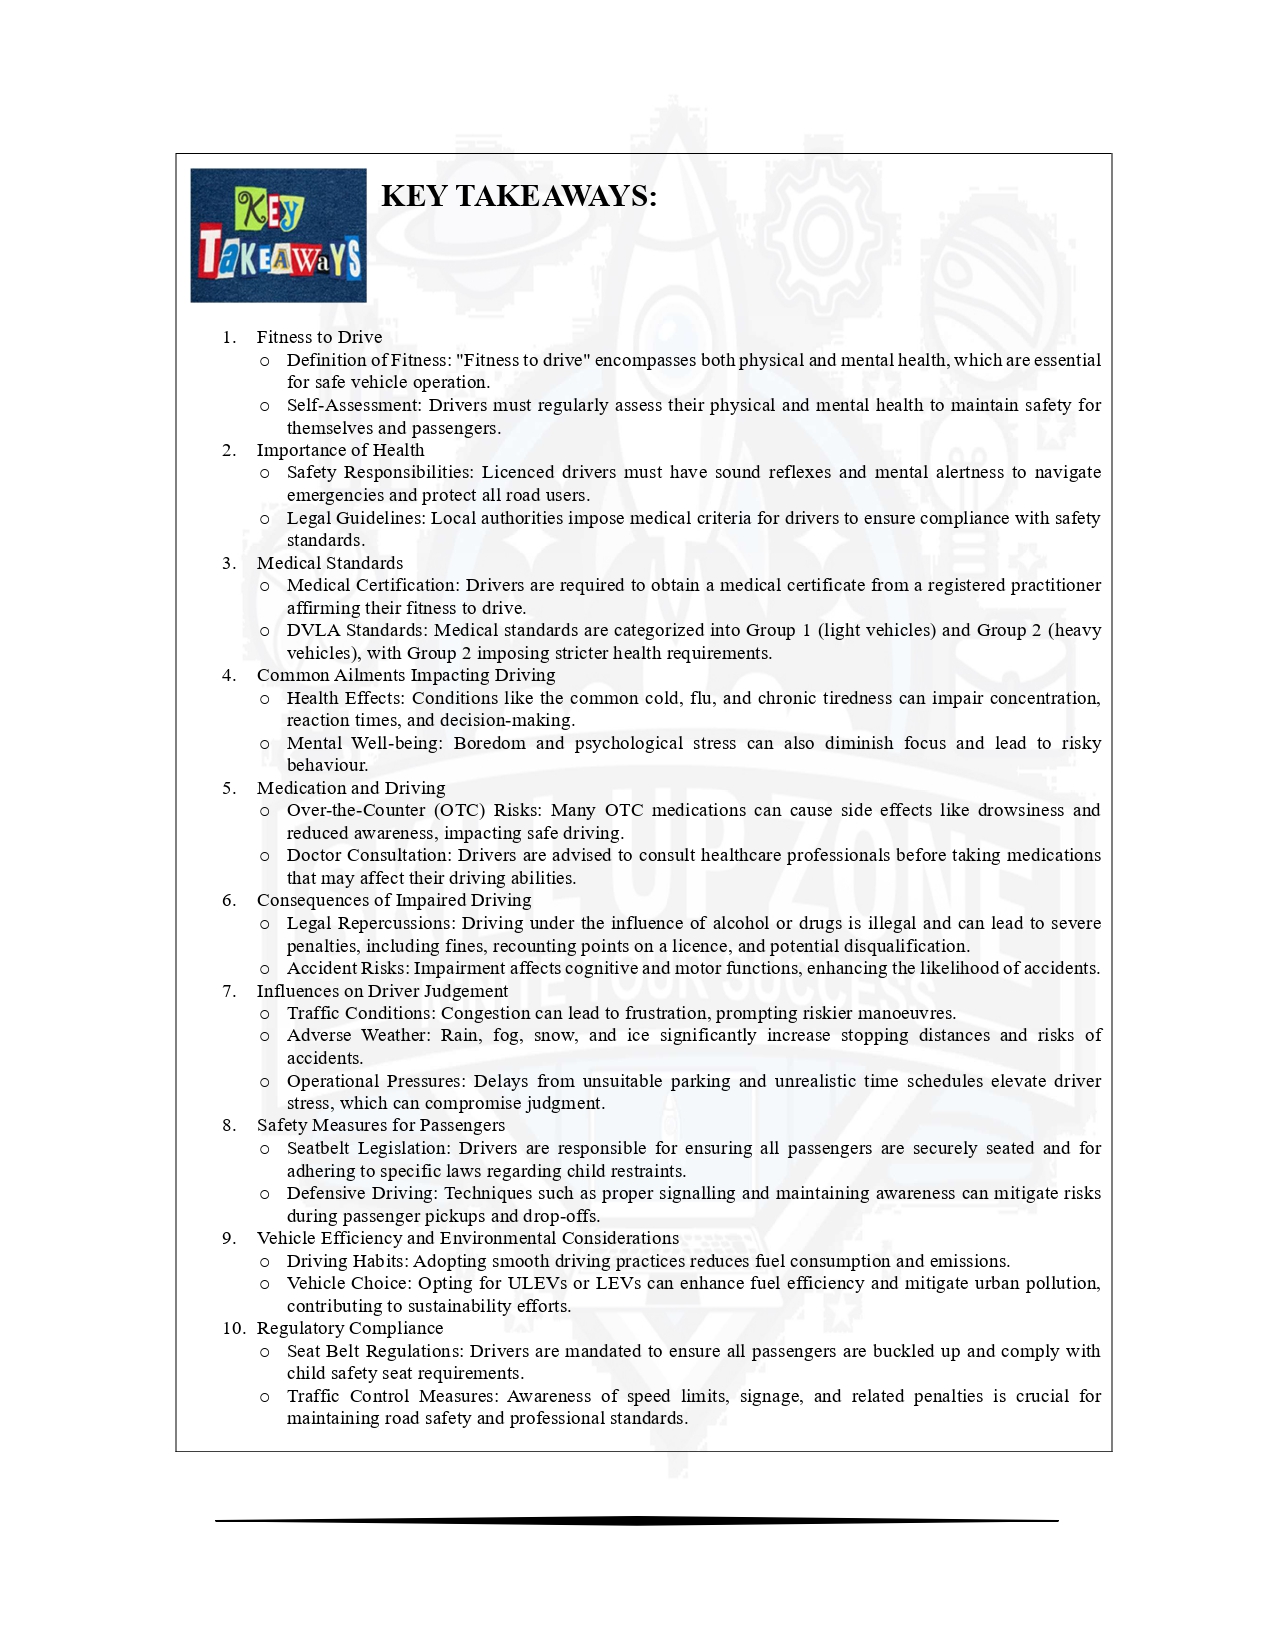 Key
Takeaways
KEY TAKEAWAYS:
1. Fitness to Drive
o Definition of Fitness: "Fitness to drive" encompasses both physical and mental health, which are essential
for safe vehicle operation.
o Self-Assessment: Drivers must regularly assess their physical and mental health to maintain safety for
themselves and passengers.
2. Importance of Health
o Safety Responsibilities: Licenced drivers must have sound reflexes and mental alertness to navigate
emergencies and protect all road users.
o Legal Guidelines: Local authorities impose medical criteria for drivers to ensure compliance with safety
standards.
3. Medical Standards
o Medical Certification: Drivers are required to obtain a medical certificate from a registered practitioner
affirming their fitness to drive.
o DVLA Standards: Medical standards are categorized into Group 1 (light vehicles) and Group 2 (heavy
vehicles), with Group 2 imposing stricter health requirements.
4. Common Ailments Impacting Driving
o Health Effects: Conditions like the common cold, flu, and chronic tiredness can impair concentration,
reaction times, and decision-making.
o Mental Well-being: Boredom and psychological stress can also diminish focus and lead to risky
behaviour.
5. Medication and Driving
o Over-the-Counter (OTC) Risks: Many OTC medications can cause side effects like drowsiness and
reduced awareness, impacting safe driving.
o Doctor Consultation: Drivers are advised to consult healthcare professionals before taking medications
that may affect their driving abilities.
6. Consequences of Impaired Driving
o Legal Repercussions: Driving under the influence of alcohol or drugs is illegal and can lead to severe
penalties, including fines, recounting points on a licence, and potential disqualification.
o Accident Risks: Impairment affects cognitive and motor functions, enhancing the likelihood of accidents.
7. Influences on Driver Judgement
o Traffic Conditions: Congestion can lead to frustration, prompting riskier manoeuvres.
o Adverse Weather: Rain, fog, snow, and ice significantly increase stopping distances and risks of
accidents.
o Operational Pressures: Delays from unsuitable parking and unrealistic time schedules elevate driver
stress, which can compromise judgment.
8. Safety Measures for Passengers
o Seatbelt Legislation: Drivers are responsible for ensuring all passengers are securely seated and for
adhering to specific laws regarding child restraints.
o Defensive Driving: Techniques such as proper signalling and maintaining awareness can mitigate risks
during passenger pickups and drop-offs.
9. Vehicle Efficiency and Environmental Considerations
o Driving Habits: Adopting smooth driving practices reduces fuel consumption and emissions.
o Vehicle Choice: Opting for ULEVs or LEVs can enhance fuel efficiency and mitigate urban pollution,
contributing to sustainability efforts.
10. Regulatory Compliance
o Seat Belt Regulations: Drivers are mandated to ensure all passengers are buckled up and comply with
child safety seat requirements.
o Traffic Control Measures: Awareness of speed limits, signage, and related penalties is crucial for
maintaining road safety and professional standards.
UP ZONE
YOUR SUCCESS